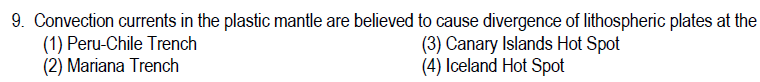 9. Convection currents in the plastic mantle are believed to cause divergence of lithospheric plates at the
(1) Peru-Chile Trench (3) Canary Islands Hot Spot
(2) Mariana Trench (4) Iceland Hot Spot